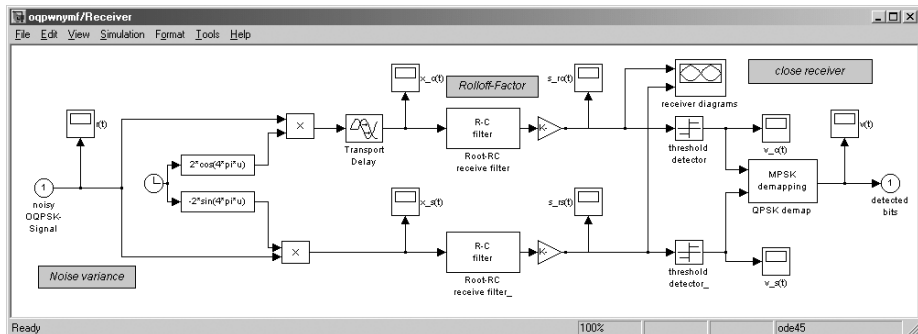 oqpwnymf/Receiver
File Edit View Simulation Format Tools Help
r(t)
x_c(t)
Rolloff-Factor
s_rc(t)
receiver diagrams
close receiver
×
Transport
Delay
R-C
filter
Root-RC
receive filter
-K-
threshold
detector
v_c(t)
v(t)
2*cos(4*pi*u)
-2*sin(4*pi*u)
1
noisy
OQPSK-
Signal
MPSK
demapping
QPSK demap
1
detected
bits
x_s(t)
s_rs(t)
×
R-C
filter
Root-RC
receive filter_
-K-
threshold
detector_
v_s(t)
Noise variance
Ready
100%
ode45